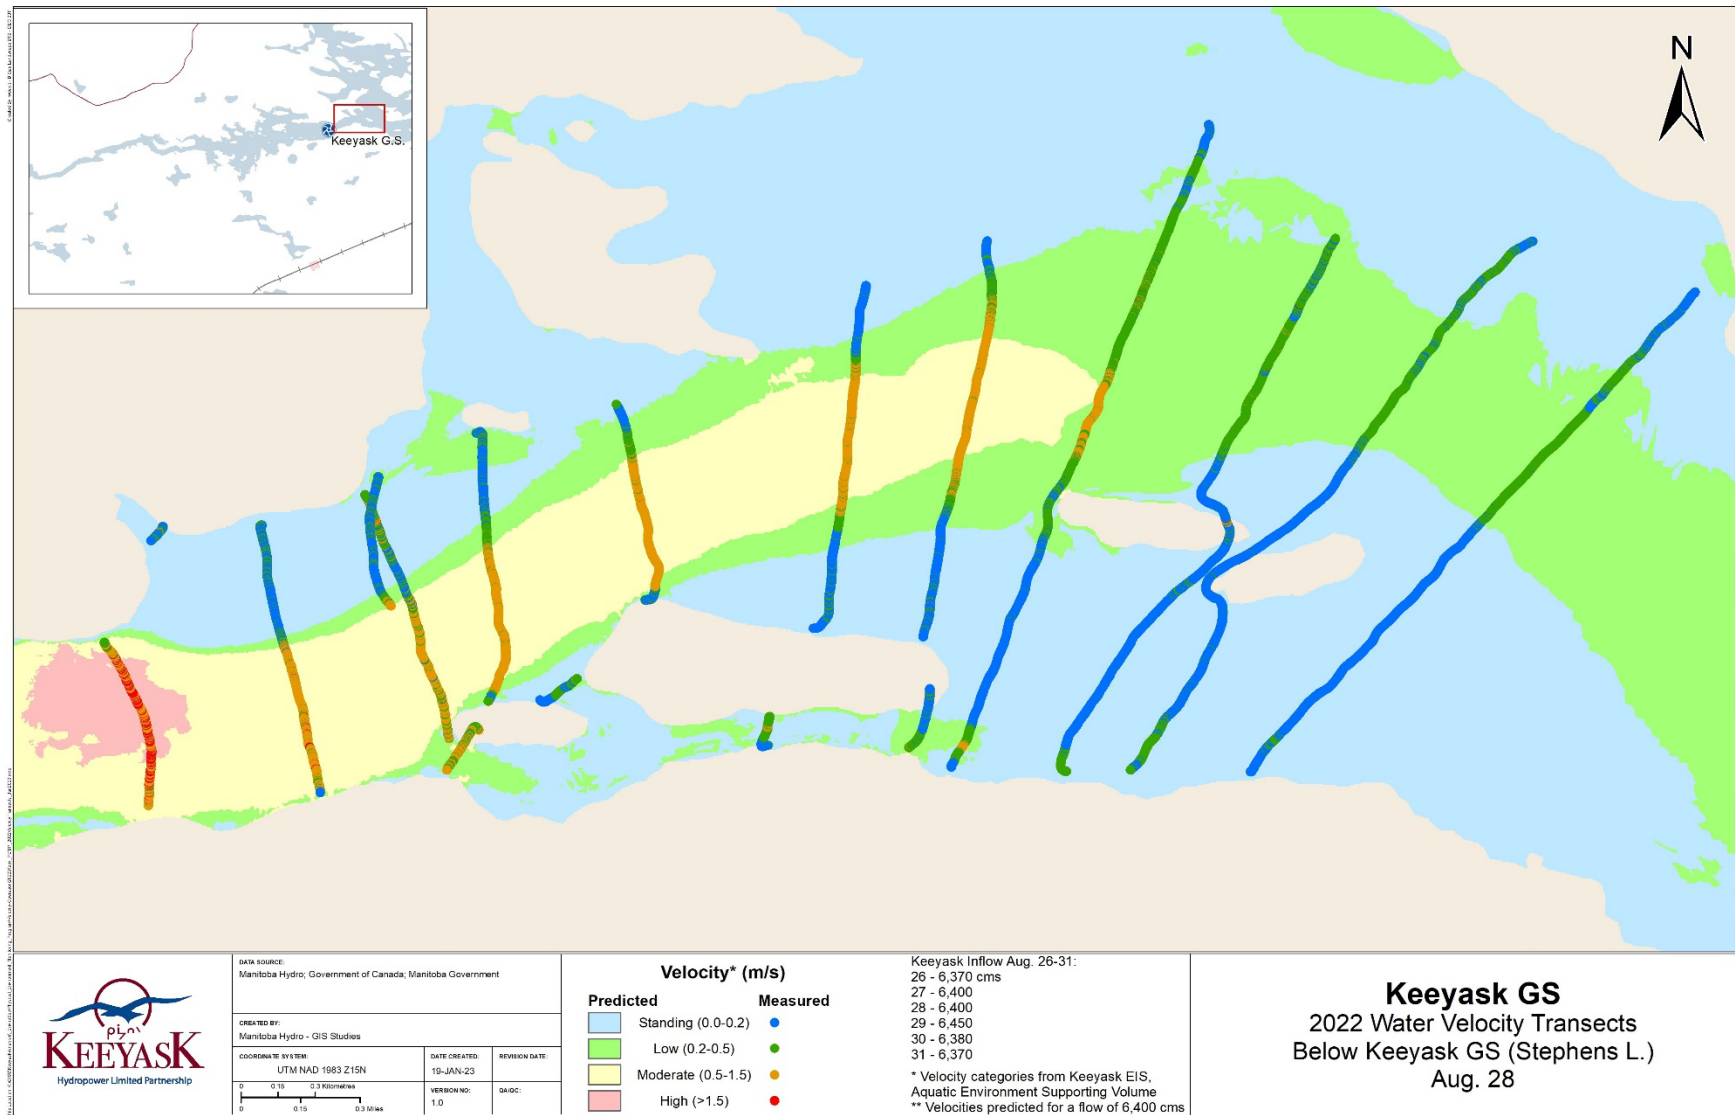 Keeyask G.S.
N
KEEYASK
Hydropower Limited Partnership
DATA SOURCE:
Manitoba Hydro; Government of Canada; Manitoba Government
CREATED BY:
Manitoba Hydro - GIS Studies
COORDINATE SYSTEM:
UTM NAD 1983 Z15N
DATE CREATED:
19-JAN-23
REVISION DATE:
0 0.15 0.3 Kilometres
0 0.15 0.3 Miles
VERSION NO:
1.0
QA/QC:
Velocity* (m/s)
Predicted Measured
Standing (0.0-0.2)
Low (0.2-0.5)
Moderate (0.5-1.5)
High (>1.5)
Keeyask Inflow Aug. 26-31:
26 - 6,370 cms
27 - 6,400
28 - 6,400
29 - 6,450
30 - 6,380
31 - 6,370
* Velocity categories from Keeyask EIS,
Aquatic Environment Supporting Volume
** Velocities predicted for a flow of 6,400 cms
Keeyask GS
2022 Water Velocity Transects
Below Keeyask GS (Stephens L.)
Aug. 28